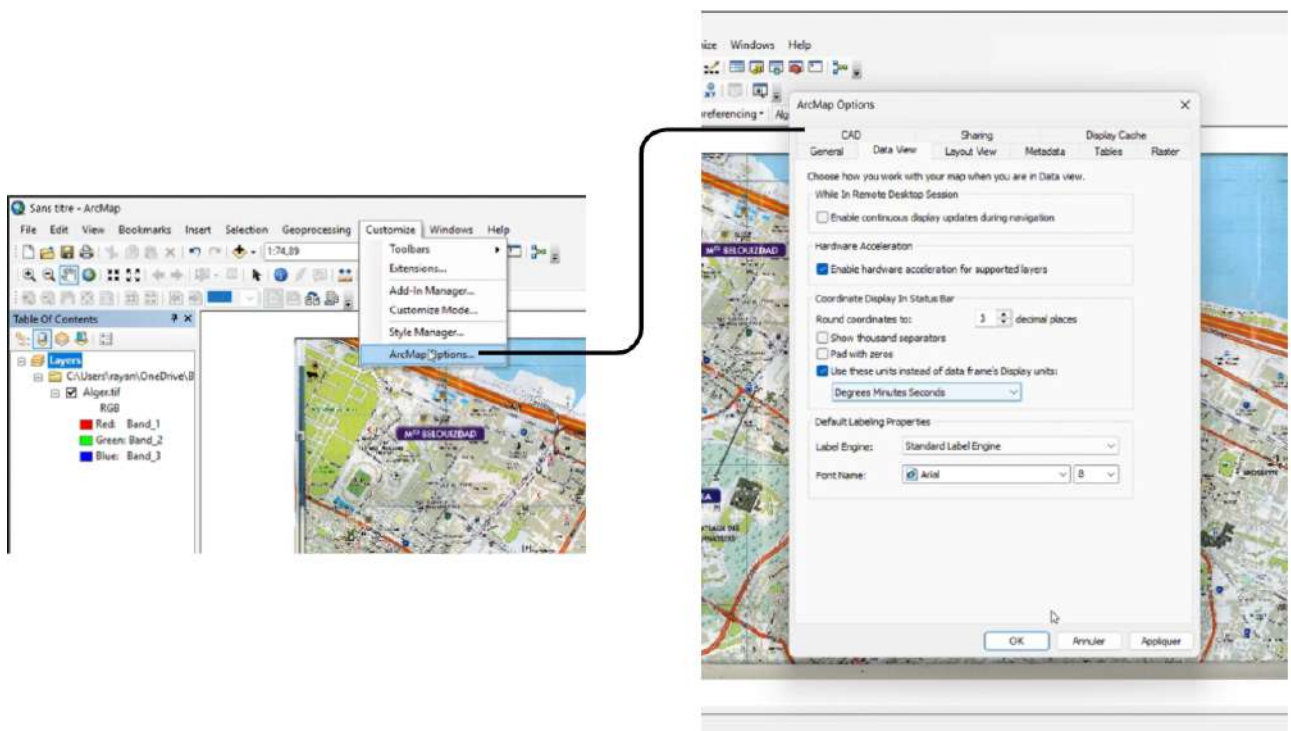 Sans titre - ArcMap
File Edit View Bookmarks Insert Selection Geoprocessing Customize Windows Help
1:74,89
Table Of Contents
Layers
C:\Users\rayan\OneDrive\B
Alger.tif
RGB
Red: Band_1
Green: Band_2
Blue: Band_3
Toolbars
Extensions...
Add-In Manager...
Customize Mode...
Style Manager...
ArcMap Options...
Mᵗᵃ BELOUIZDAD
ize Windows Help
referencing
ArcMap Options
CAD Sharing Display Cache
General Data View Layout View Metadata Tables Raster
Choose how you work with your map when you are in Data view.
While In Remote Desktop Session
Enable continuous display updates during navigation
Hardware Acceleration
Enable hardware acceleration for supported layers
Coordinate Display In Status Bar
Round coordinates to: 3 decimal places
Show thousand separators
Pad with zeros
Use these units instead of data frame's Display units:
Degrees Minutes Seconds
Default Labeling Properties
Label Engine: Standard Label Engine
Font Name: Arial 8
OK Annuler Appliquer
BELOUIZDAD